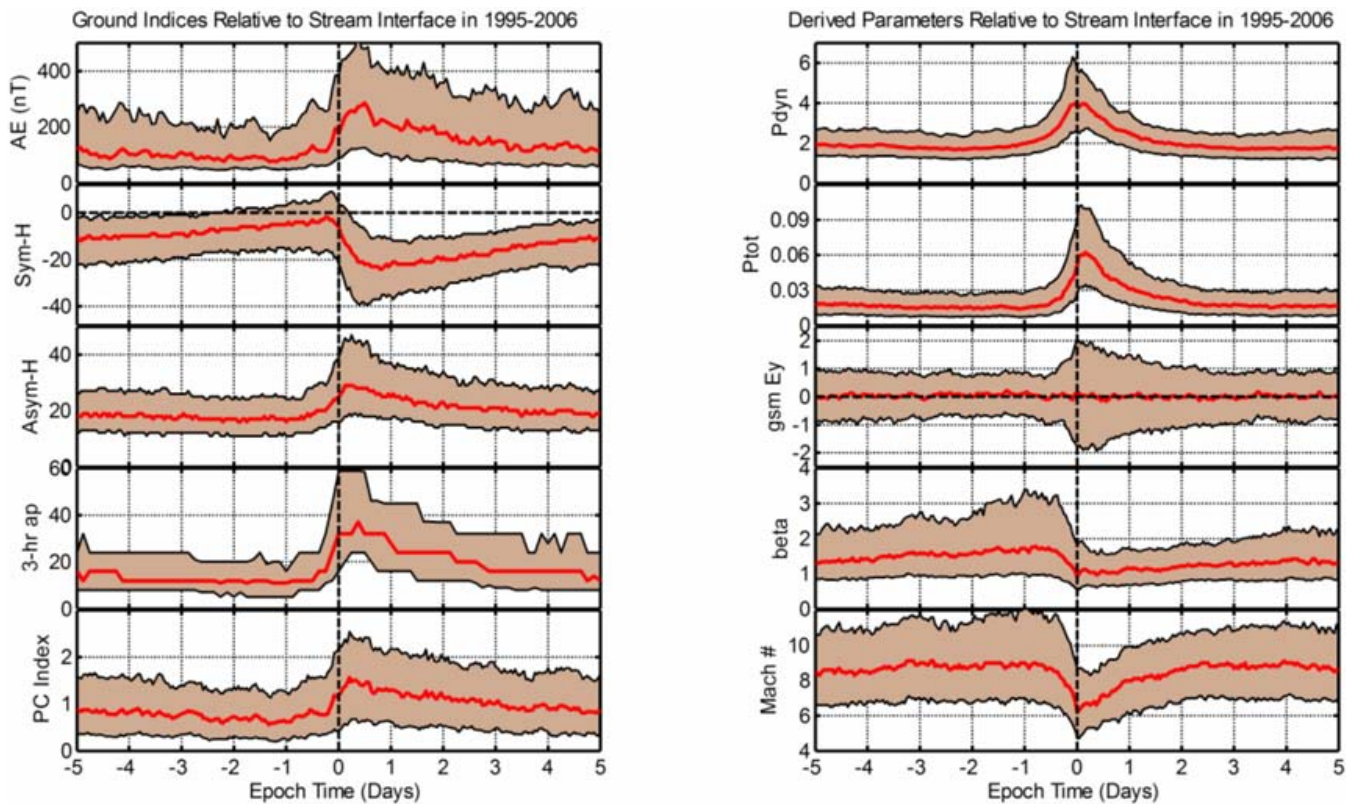 Ground Indices Relative to Stream Interface in 1995-2006
400
200
0
AE (nT)
0
-20
-40
Sym-H
40
20
0
Asym-H
60
40
20
0
3-hr ap
2
1
0
PC Index
-5 -4 -3 -2 -1 0 1 2 3 4 5
Epoch Time (Days)
Derived Parameters Relative to Stream Interface in 1995-2006
6
4
2
0
Pdyn
0.09
0.06
0.03
0
Ptot
2
1
0
-1
-2
gsm Ey
4
3
2
1
0
beta
10
8
6
4
Mach #
-5 -4 -3 -2 -1 0 1 2 3 4 5
Epoch Time (Days)